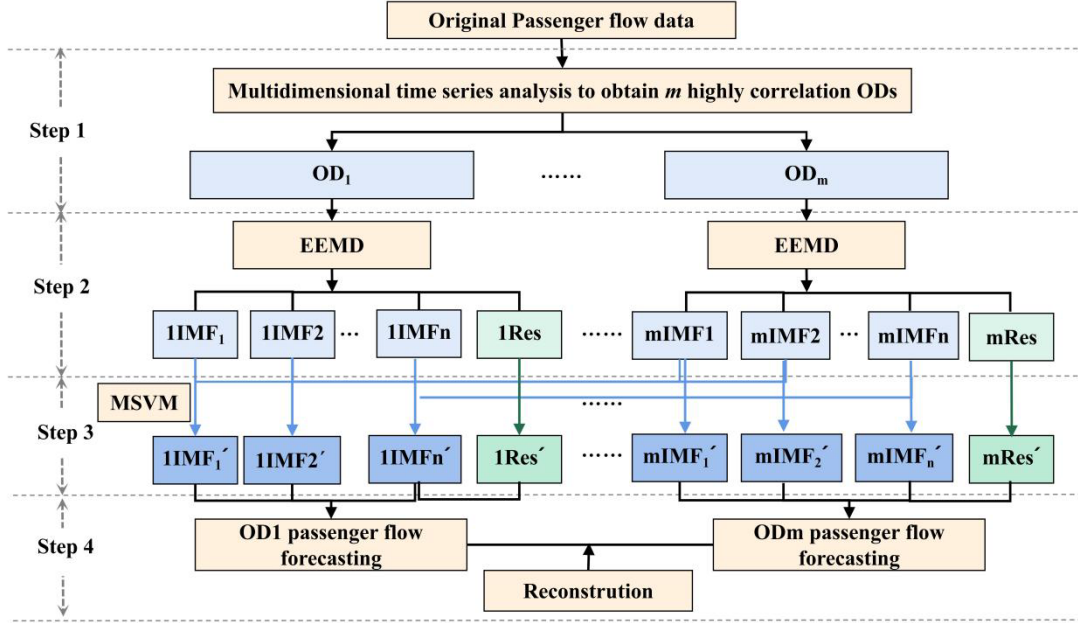 Original Passenger flow data
Multidimensional time series analysis to obtain m highly correlation ODs
Step 1
OD₁ …… ODₘ
EEMD EEMD
Step 2
1IMF₁ 1IMF2 … 1IMFn 1Res …… mIMF1 mIMF2 … mIMFn mRes
MSVM ……
Step 3
1IMF₁′ 1IMF2′ 1IMFn′ 1Res′ …… mIMF₁′ mIMF₂′ mIMFₙ′ mRes′
Step 4
OD1 passenger flow
forecasting
ODm passenger flow
forecasting
Reconstrution